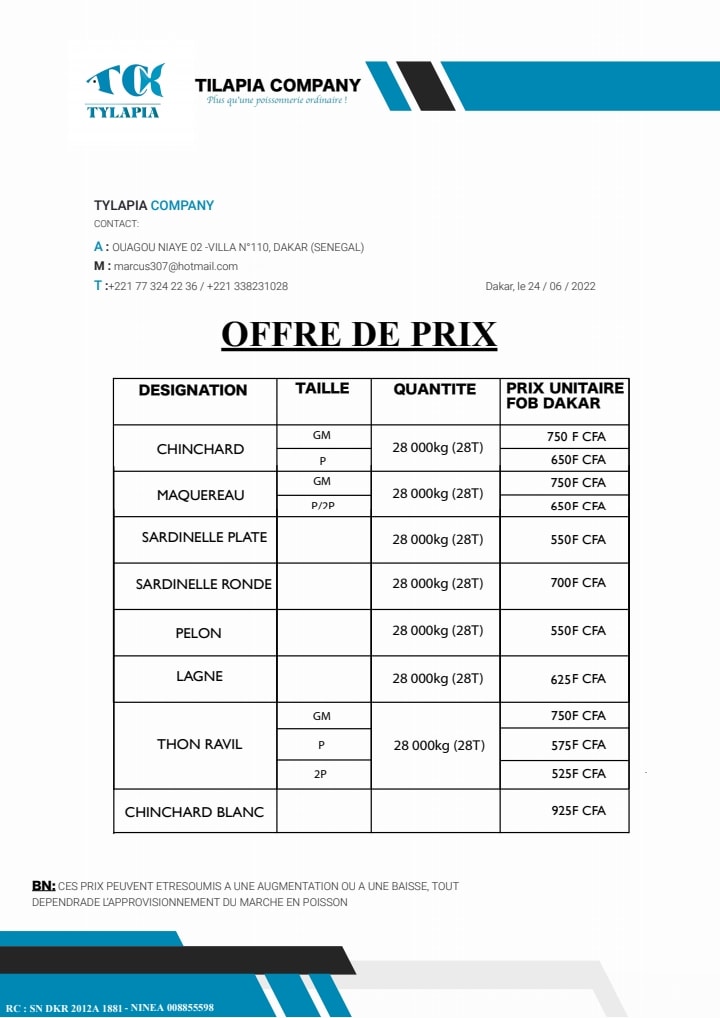 TCK
TYLAPIA
TILAPIA COMPANY
Plus qu'une poissonnerie ordinaire !
TYLAPIA COMPANY
CONTACT:
A : OUAGOU NIAYE 02 -VILLA N°110, DAKAR (SENEGAL)
M : marcus307@hotmail.com
T :+221 77 324 22 36 / +221 338231028
Dakar, le 24 / 06 / 2022
OFFRE DE PRIX
DESIGNATION TAILLE QUANTITE PRIX UNITAIRE
FOB DAKAR
CHINCHARD GM 28 000kg (28T) 750 F CFA
P 650F CFA
MAQUEREAU GM 28 000kg (28T) 750F CFA
P/2P 650F CFA
SARDINELLE PLATE 28 000kg (28T) 550F CFA
SARDINELLE RONDE 28 000kg (28T) 700F CFA
PELON 28 000kg (28T) 550F CFA
LAGNE 28 000kg (28T) 625F CFA
THON RAVIL GM 28 000kg (28T) 750F CFA
P 575F CFA
2P 525F CFA
CHINCHARD BLANC 925F CFA
BN: CES PRIX PEUVENT ETRESOUMIS A UNE AUGMENTATION OU A UNE BAISSE, TOUT
DEPENDRADE L'APPROVISIONNEMENT DU MARCHE EN POISSON
RC : SN DKR 2012A 1881 - NINEA 008855598